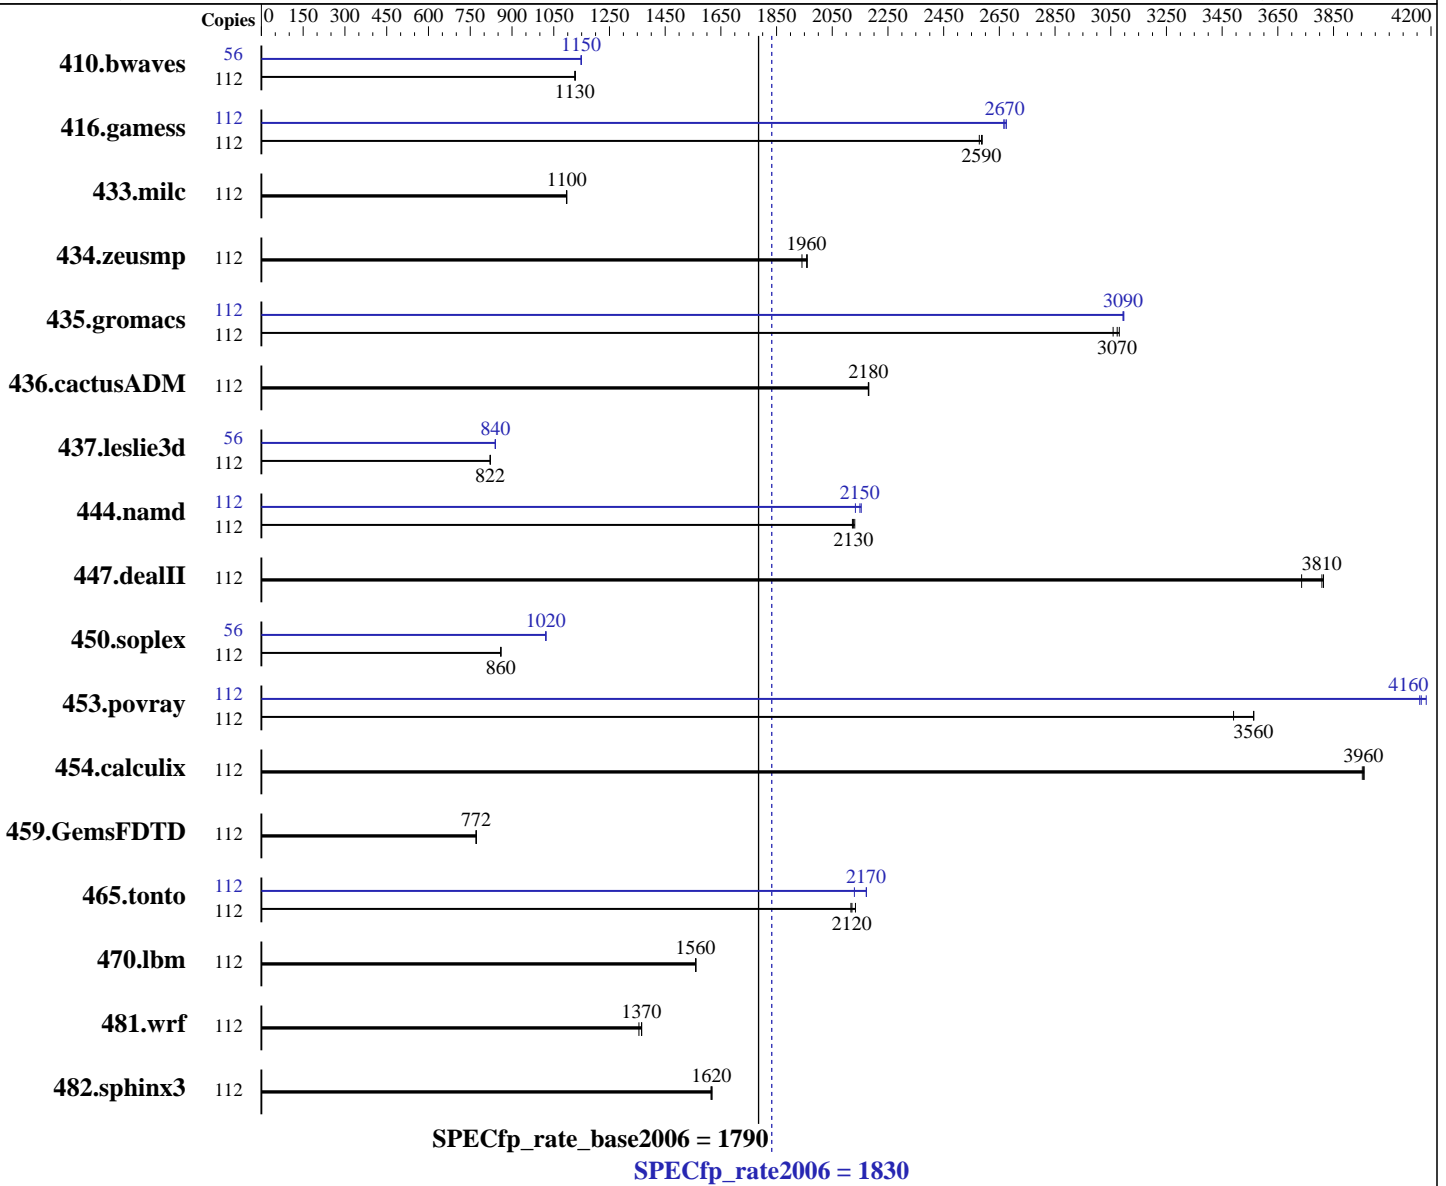 Copies 0 150 300 450 600 750 900 1050 1250 1450 1650 1850 2050 2250 2450 2650 2850 3050 3250 3450 3650 3850 4200
410.bwaves 56 1150
112 1130
416.gamess 112 2670
112 2590
433.milc 112 1100
434.zeusmp 112 1960
435.gromacs 112 3090
112 3070
436.cactusADM 112 2180
437.leslie3d 56 840
112 822
444.namd 112 2150
112 2130
447.dealII 112 3810
450.soplex 56 1020
112 860
453.povray 112 4160
112 3560
454.calculix 112 3960
459.GemsFDTD 112 772
465.tonto 112 2170
112 2120
470.lbm 112 1560
481.wrf 112 1370
482.sphinx3 112 1620
SPECfp_rate_base2006 = 1790
SPECfp_rate2006 = 1830